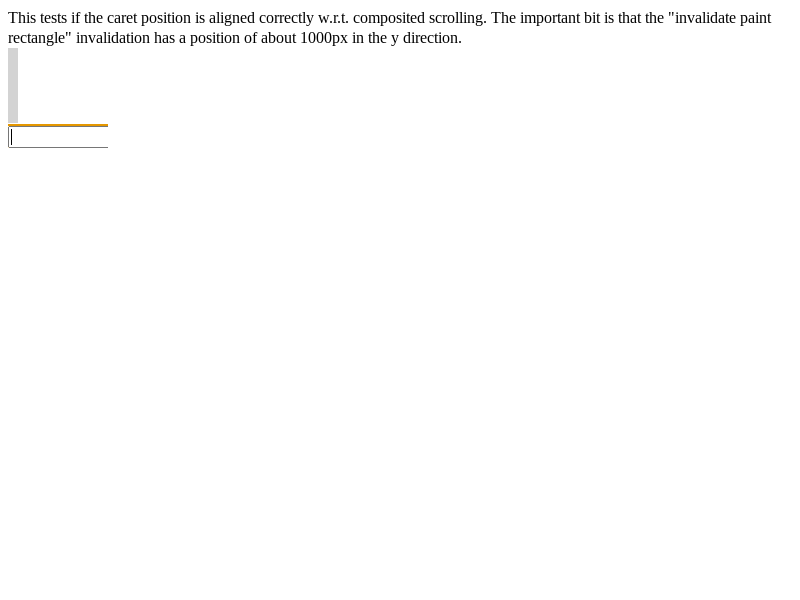 This tests if the caret position is aligned correctly w.r.t. composited scrolling. The important bit is that the "invalidate paint
rectangle" invalidation has a position of about 1000px in the y direction.